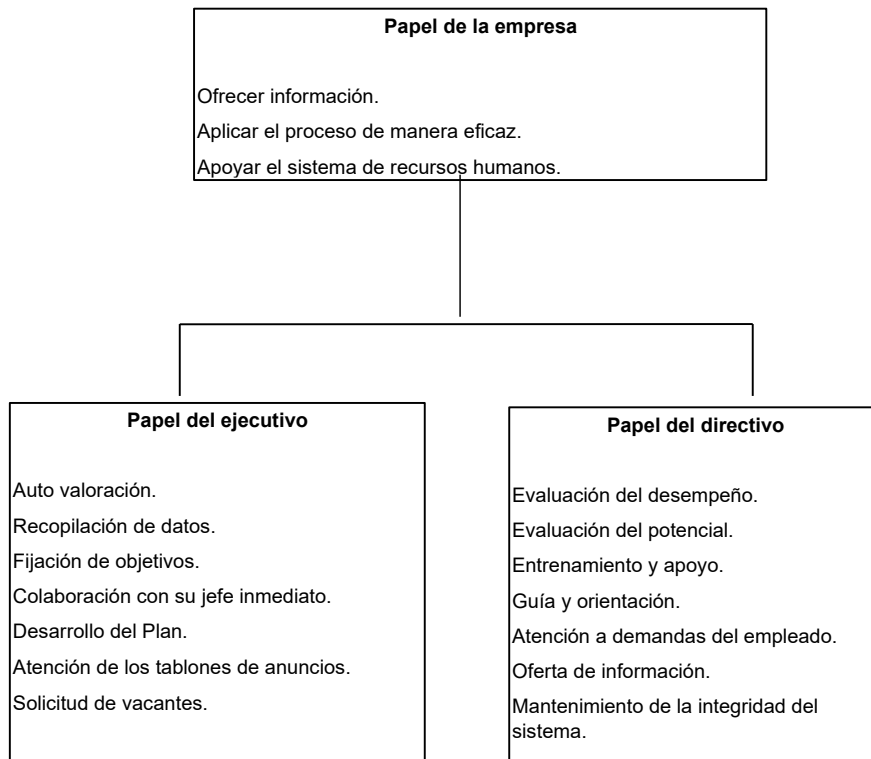 Papel de la empresa
Ofrecer información.
Aplicar el proceso de manera eficaz.
Apoyar el sistema de recursos humanos.
Papel del ejecutivo
Auto valoración.
Recopilación de datos.
Fijación de objetivos.
Colaboración con su jefe inmediato.
Desarrollo del Plan.
Atención de los tablones de anuncios.
Solicitud de vacantes.
Papel del directivo
Evaluación del desempeño.
Evaluación del potencial.
Entrenamiento y apoyo.
Guía y orientación.
Atención a demandas del empleado.
Oferta de información.
Mantenimiento de la integridad del
sistema.